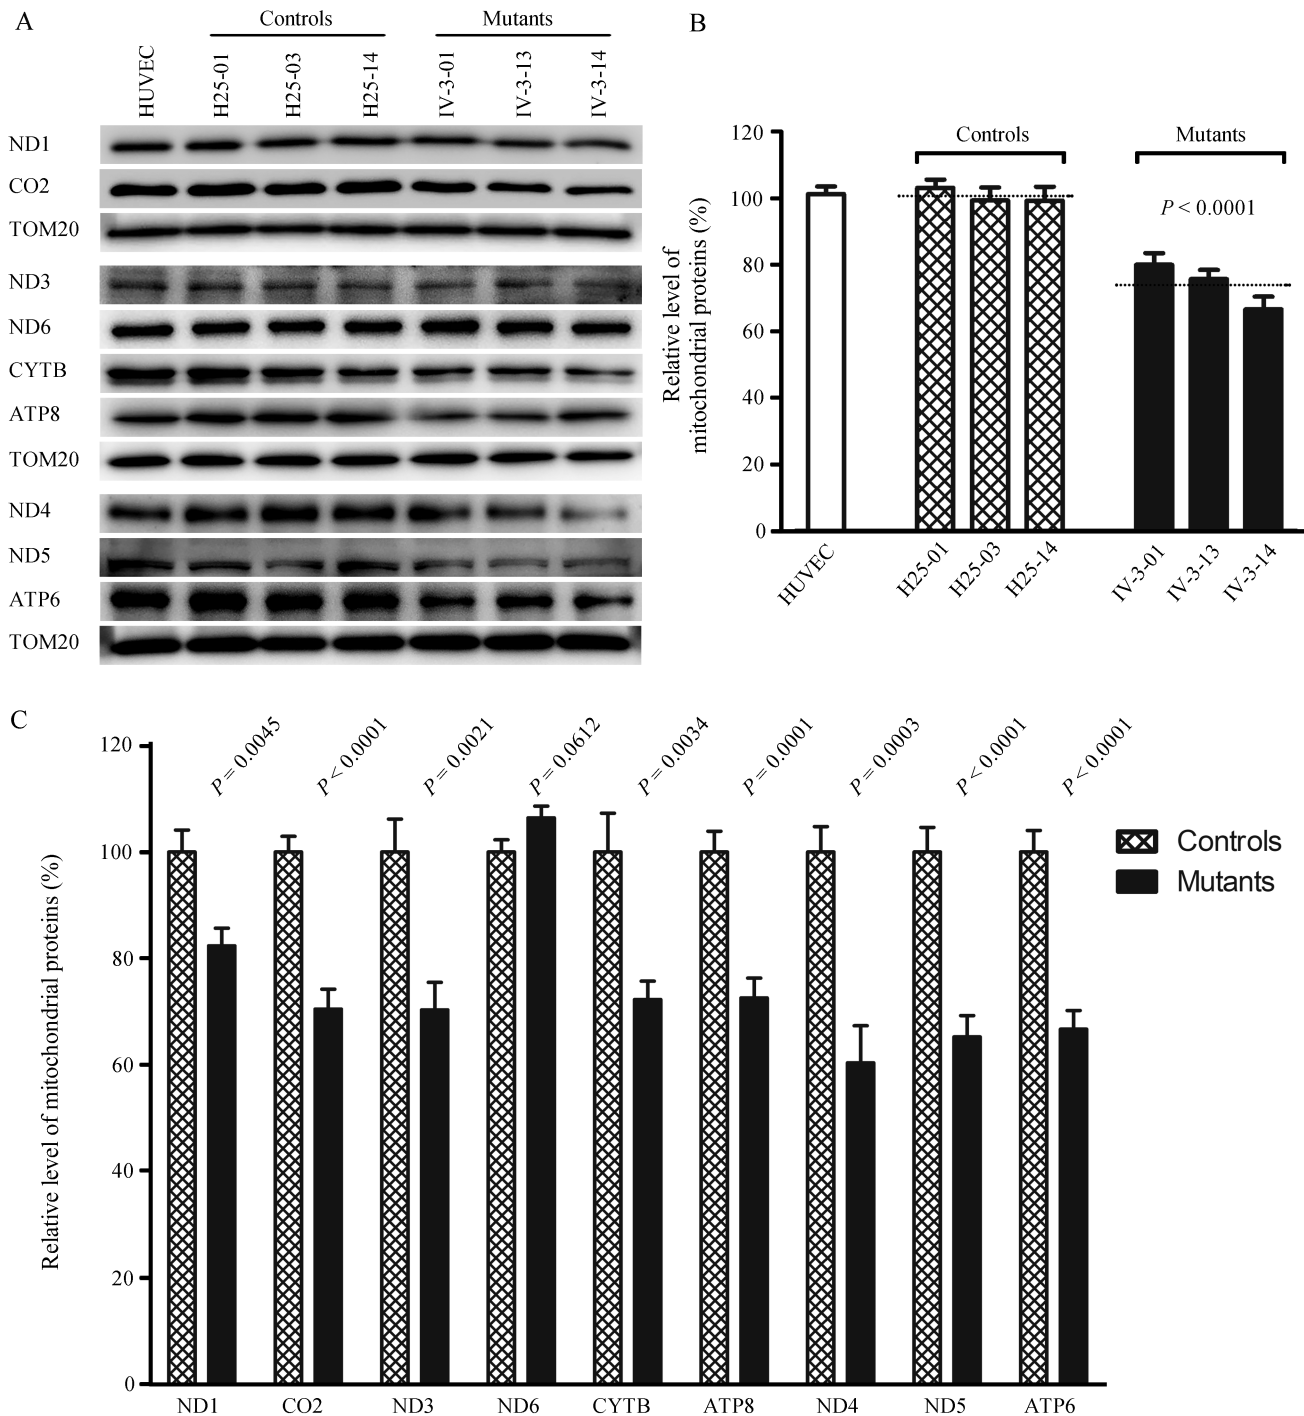 A
Controls
Mutants
HUVEC
H25-01
H25-03
H25-14
IV-3-01
IV-3-13
IV-3-14
ND1
CO2
TOM20
ND3
ND6
CYTB
ATP8
TOM20
ND4
ND5
ATP6
TOM20
B
Relative level of
mitochondrial proteins (%)
120
100
80
60
40
20
0
Controls
Mutants
P < 0.0001
HUVEC
H25-01
H25-03
H25-14
IV-3-01
IV-3-13
IV-3-14
C
Relative level of mitochondrial proteins (%)
120
100
80
60
40
20
0
P = 0.0045
P < 0.0001
P = 0.0021
P = 0.0612
P = 0.0034
P = 0.0001
P = 0.0003
P < 0.0001
P < 0.0001
Controls
Mutants
ND1
CO2
ND3
ND6
CYTB
ATP8
ND4
ND5
ATP6